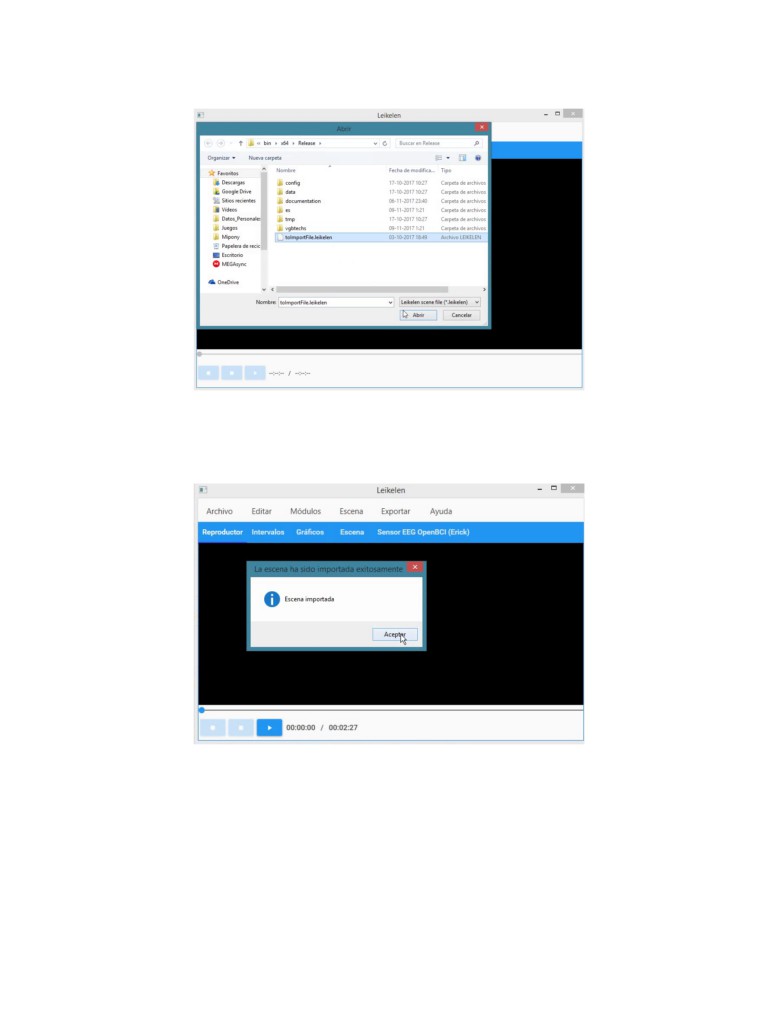 Leikelen
Abrir
« bin › x64 › Release ›
Buscar en Release
Organizar
Nueva carpeta
Nombre Fecha de modifica... Tipo
Favoritos
Descargas
Google Drive
Sitios recientes
Vídeos
Datos_Personales
Juegos
Mipony
Papelera de recic
Escritorio
MEGAsync
OneDrive
config 17-10-2017 10:27 Carpeta de archivos
data 17-10-2017 10:27 Carpeta de archivos
documentation 06-11-2017 23:40 Carpeta de archivos
es 08-11-2017 1:21 Carpeta de archivos
tmp 17-10-2017 10:27 Carpeta de archivos
vgbtechs 08-11-2017 1:21 Carpeta de archivos
toImportFile.leikelen 03-10-2017 18:49 Archivo LEIKELEN
Nombre: toImportFile.leikelen
Leikelen scene file (*.leikelen)
Abrir Cancelar
--:--:-- / --:--:--
Leikelen
Archivo Editar Módulos Escena Exportar Ayuda
Reproductor Intervalos Gráficos Escena Sensor EEG OpenBCI (Erick)
La escena ha sido importada exitosamente
Escena importada
Aceptar
00:00:00 / 00:02:27